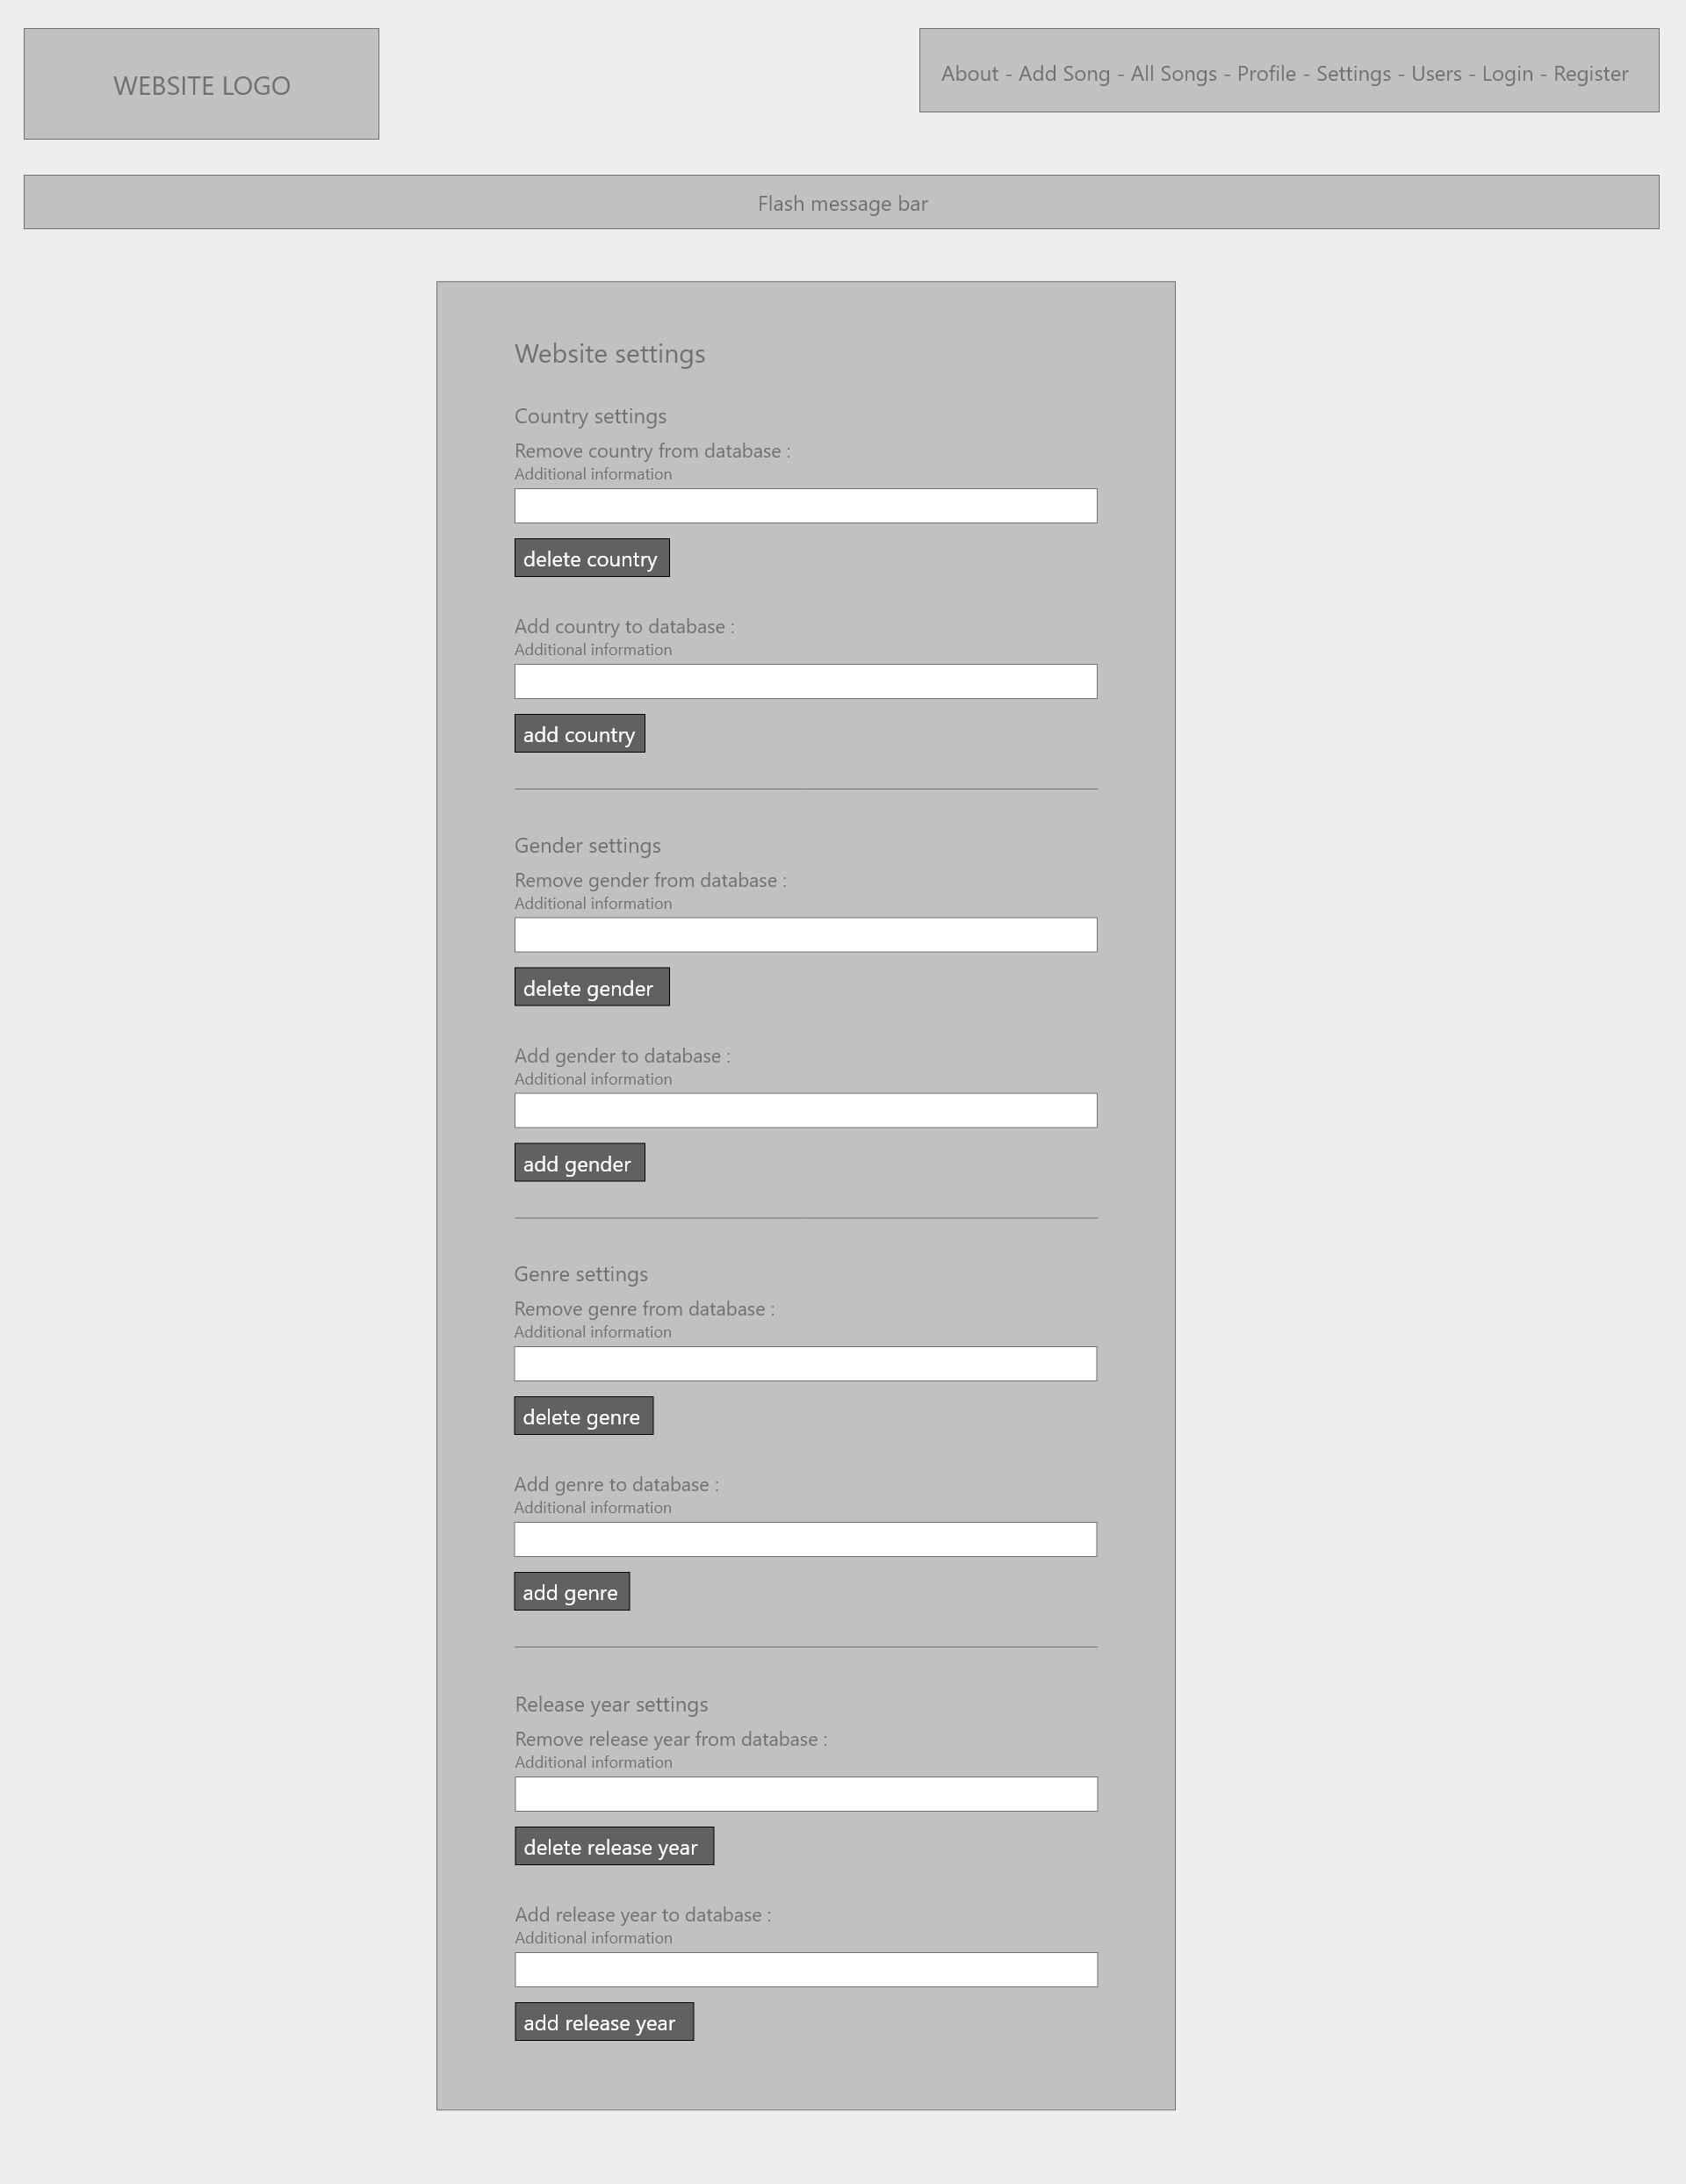 WEBSITE LOGO
About - Add Song - All Songs - Profile - Settings - Users - Login - Register
Flash message bar
Website settings
Country settings
Remove country from database :
Additional information
delete country
Add country to database :
Additional information
add country
Gender settings
Remove gender from database :
Additional information
delete gender
Add gender to database :
Additional information
add gender
Genre settings
Remove genre from database :
Additional information
delete genre
Add genre to database :
Additional information
add genre
Release year settings
Remove release year from database :
Additional information
delete release year
Add release year to database :
Additional information
add release year